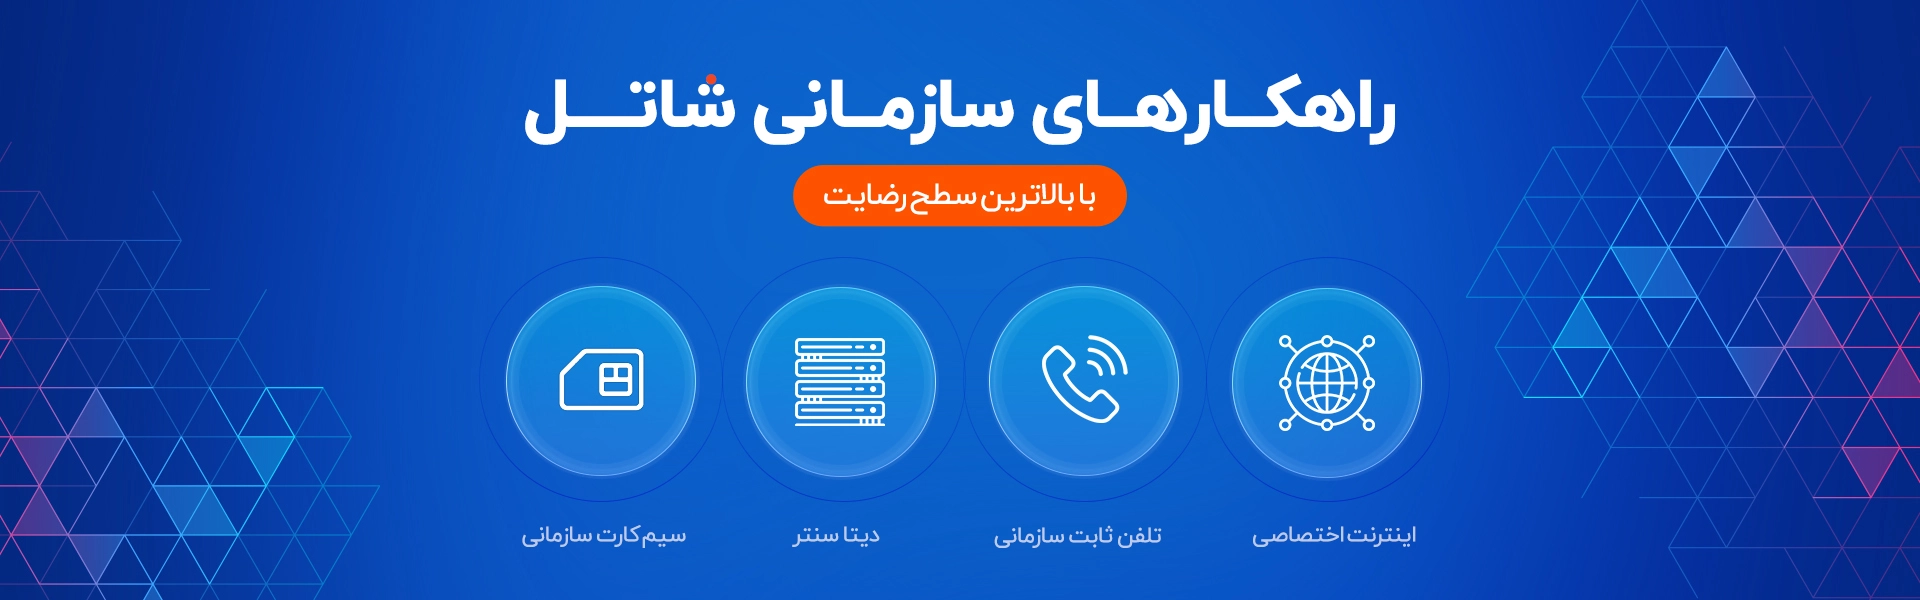 راهکارهای سازمانی شاتل
با بالاترین سطح رضایت
اینترنت اختصاصی
تلفن ثابت سازمانی
دیتا سنتر
سیم کارت سازمانی